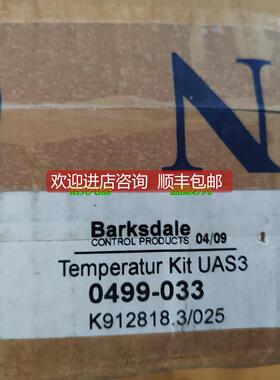 N
欢迎进店咨询 顺丰包邮
Barksdale
CONTROL PRODUCTS 04/09
Temperatur Kit UAS3
0499-033
K912818.3/025